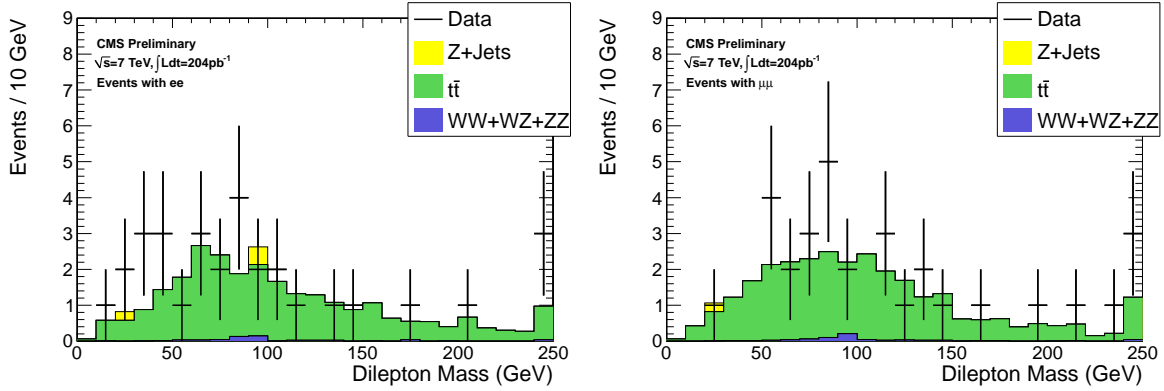 Events / 10 GeV
9
8
7
6
5
4
3
2
1
0
CMS Preliminary
√s=7 TeV,∫Ldt=204pb⁻¹
Events with ee
Data
Z+Jets
tt̄
WW+WZ+ZZ
0 50 100 150 200 250
Dilepton Mass (GeV)
Events / 10 GeV
9
8
7
6
5
4
3
2
1
0
CMS Preliminary
√s=7 TeV,∫Ldt=204pb⁻¹
Events with μμ
Data
Z+Jets
tt̄
WW+WZ+ZZ
0 50 100 150 200 250
Dilepton Mass (GeV)